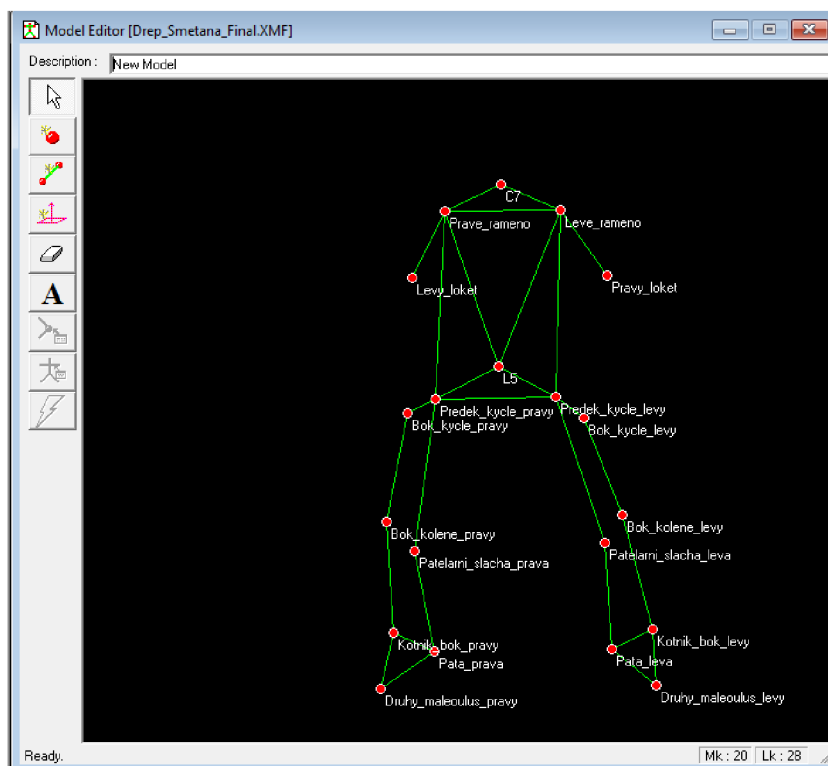 Model Editor [Drep_Smetana_Final.XMF]
Description : New Model
A
C7
Prave_rameno
Leve_rameno
Levy_loket
Pravy_loket
L5
Predek_kycle_pravy
Predek_kycle_levy
Bok_kycle_pravy
Bok_kycle_levy
Bok_kolene_pravy
Bok_kolene_levy
Patelarni_slacha_prava
Patelarni_slacha_leva
Kotnik_bok_pravy
Kotnik_bok_levy
Pata_prava
Pata_leva
Druhy_maleoulus_pravy
Druhy_maleoulus_levy
Ready.
Mk : 20
Lk : 28